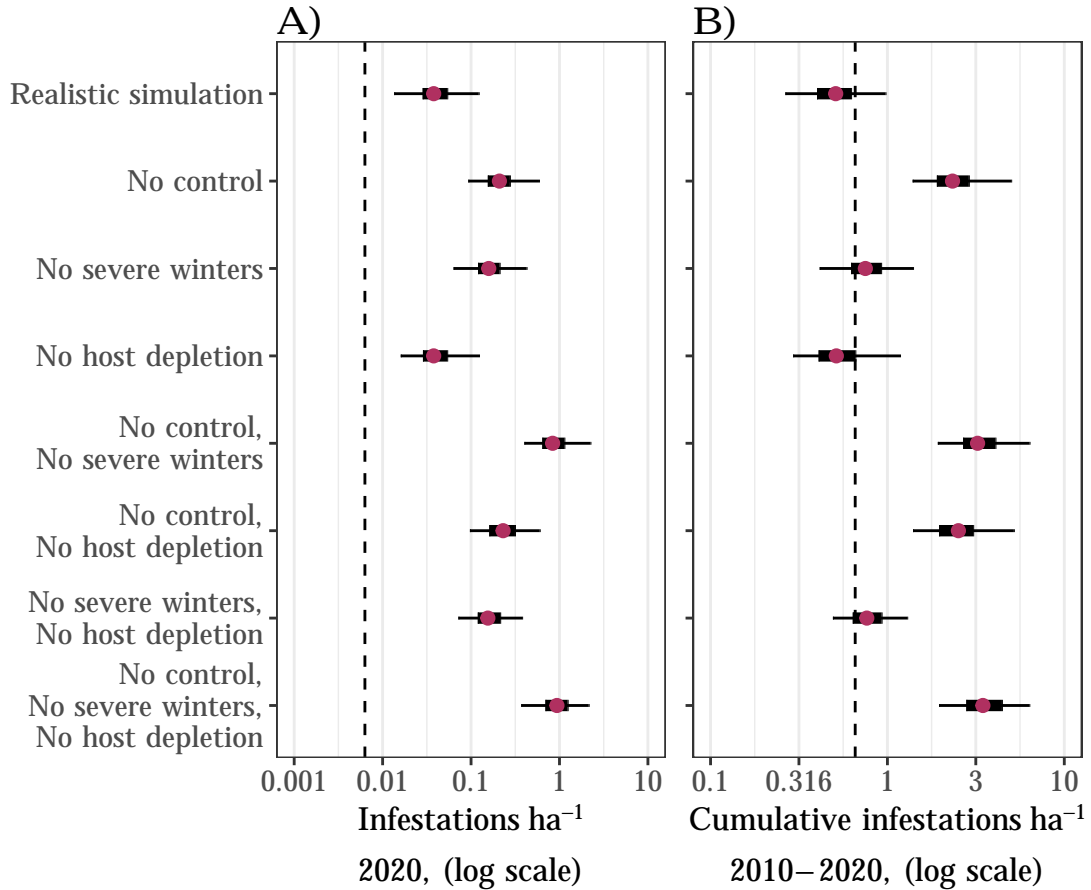 A)
B)
Realistic simulation
No control
No severe winters
No host depletion
No control,
No severe winters
No control,
No host depletion
No severe winters,
No host depletion
No control,
No severe winters,
No host depletion
0.001 0.1 1 10
0.1 0.316 1 3 10
Infestations ha⁻¹
2020, (log scale)
Cumulative infestations ha⁻¹
2010−2020, (log scale)